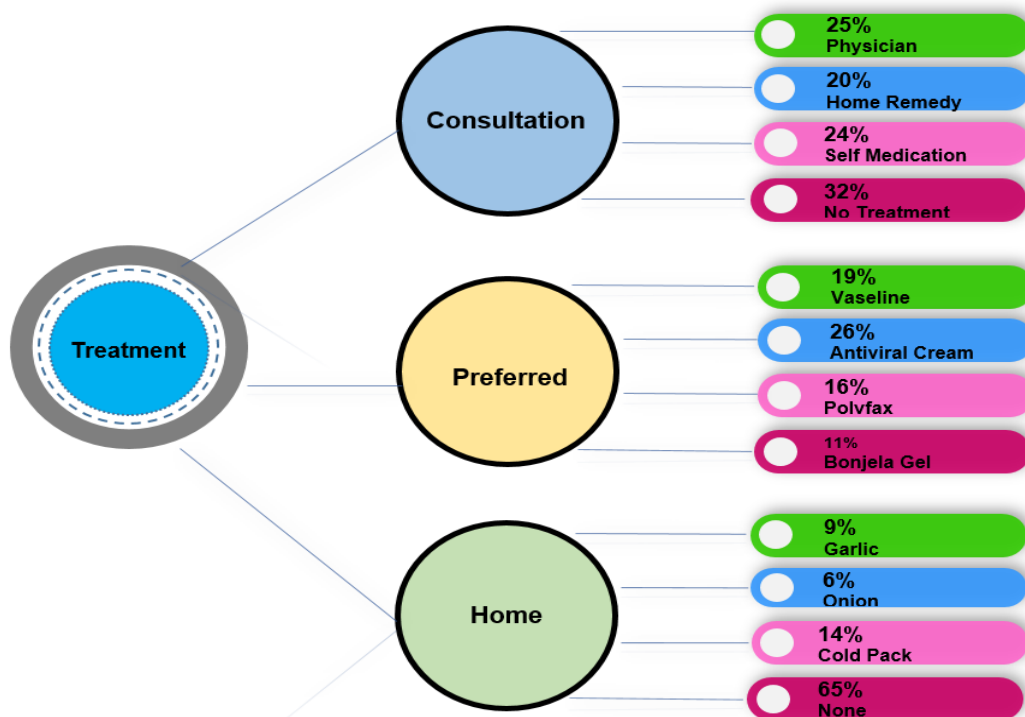 Treatment
Consultation
25%
Physician
20%
Home Remedy
24%
Self Medication
32%
No Treatment
Preferred
19%
Vaseline
26%
Antiviral Cream
16%
Polyfax
11%
Bonjela Gel
Home
9%
Garlic
6%
Onion
14%
Cold Pack
65%
None